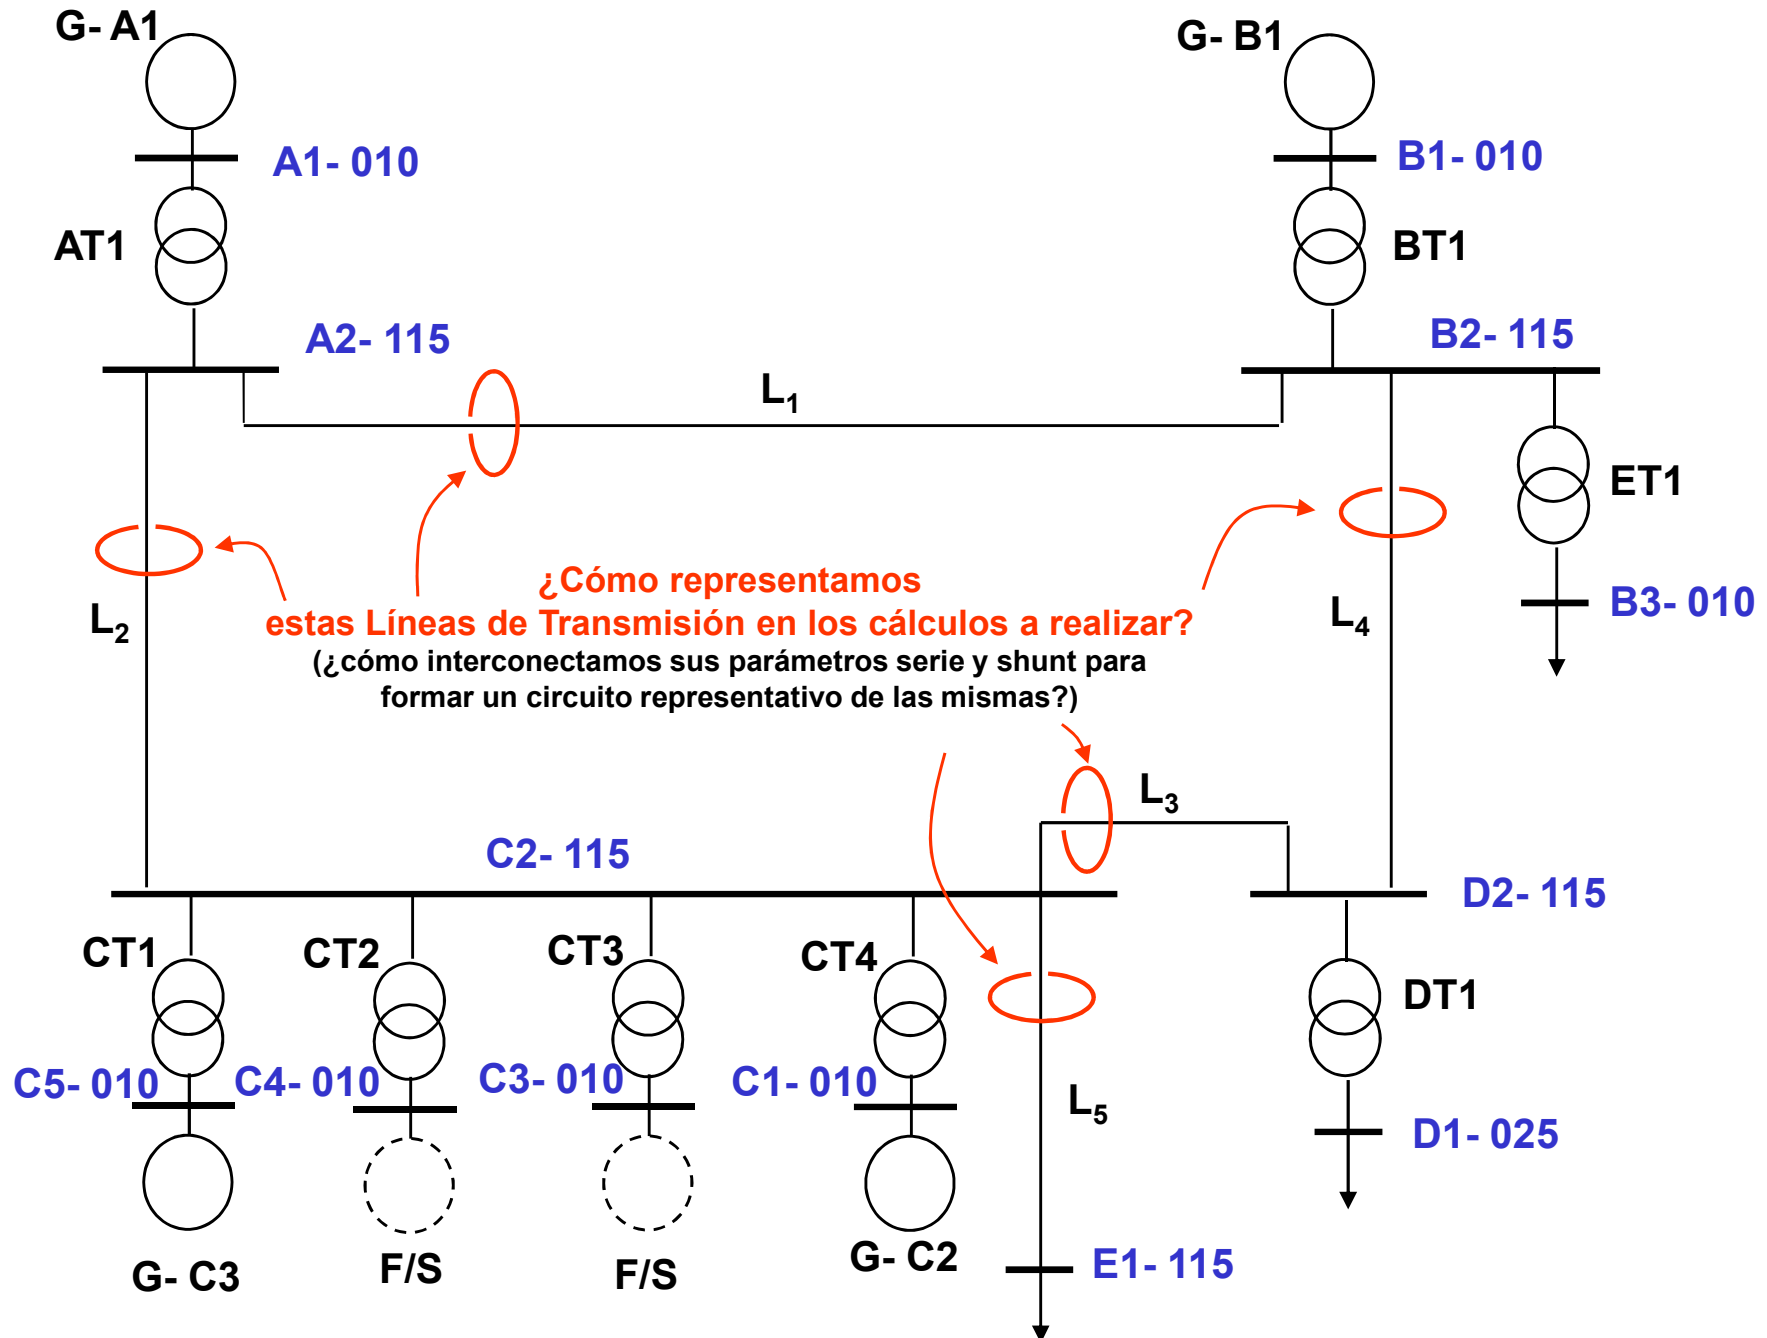 G- A1
G- B1
A1- 010
B1- 010
AT1
BT1
A2- 115
B2- 115
L1
ET1
¿Cómo representamos
estas Líneas de Transmisión en los cálculos a realizar?
(¿cómo interconectamos sus parámetros serie y shunt para
formar un circuito representativo de las mismas?)
L2
L4
B3- 010
L3
C2- 115
D2- 115
CT1
CT2
CT3
CT4
DT1
C5- 010
C4- 010
C3- 010
C1- 010
L5
D1- 025
G- C3
F/S
F/S
G- C2
E1- 115